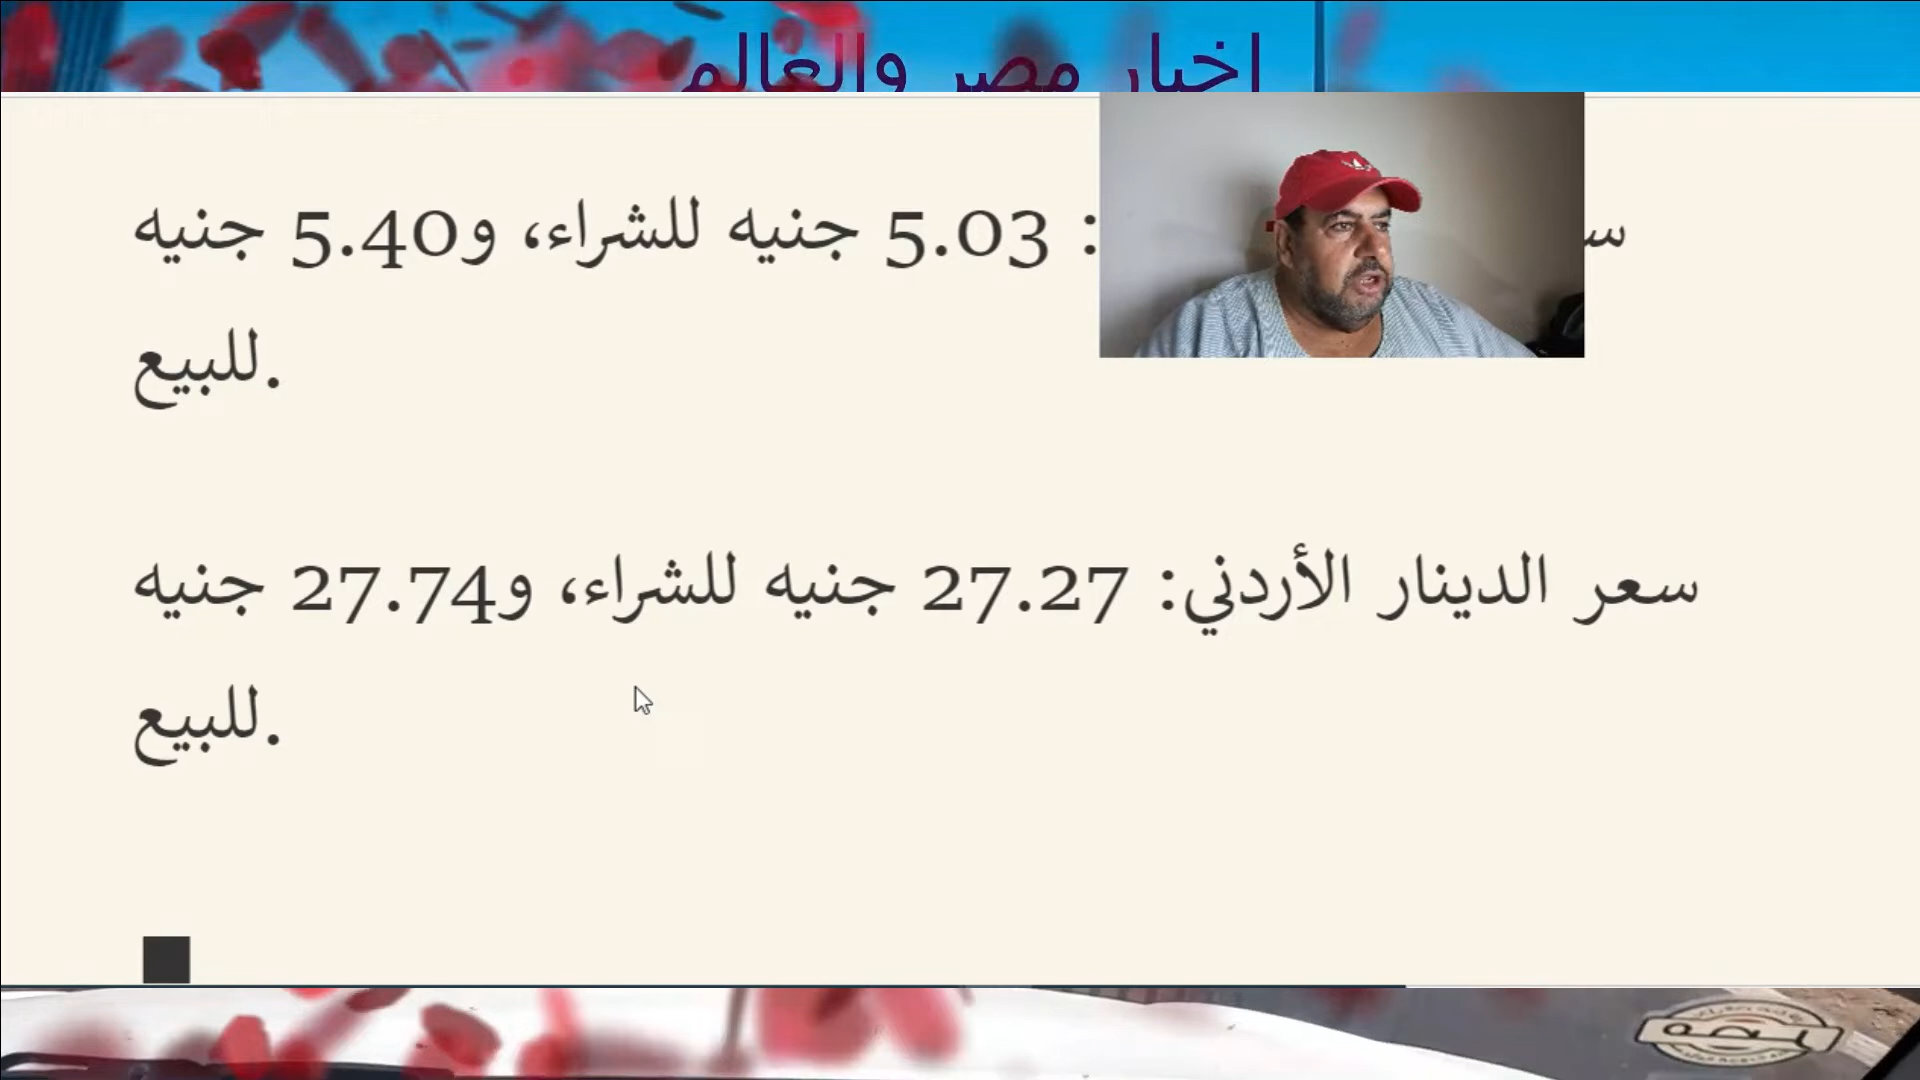 اخبار مصر والعالم
: 5.03 جنيه للشراء، و5.40 جنيه
للبيع.
سعر الدينار الأردني: 27.27 جنيه للشراء، و27.74 جنيه
للبيع.